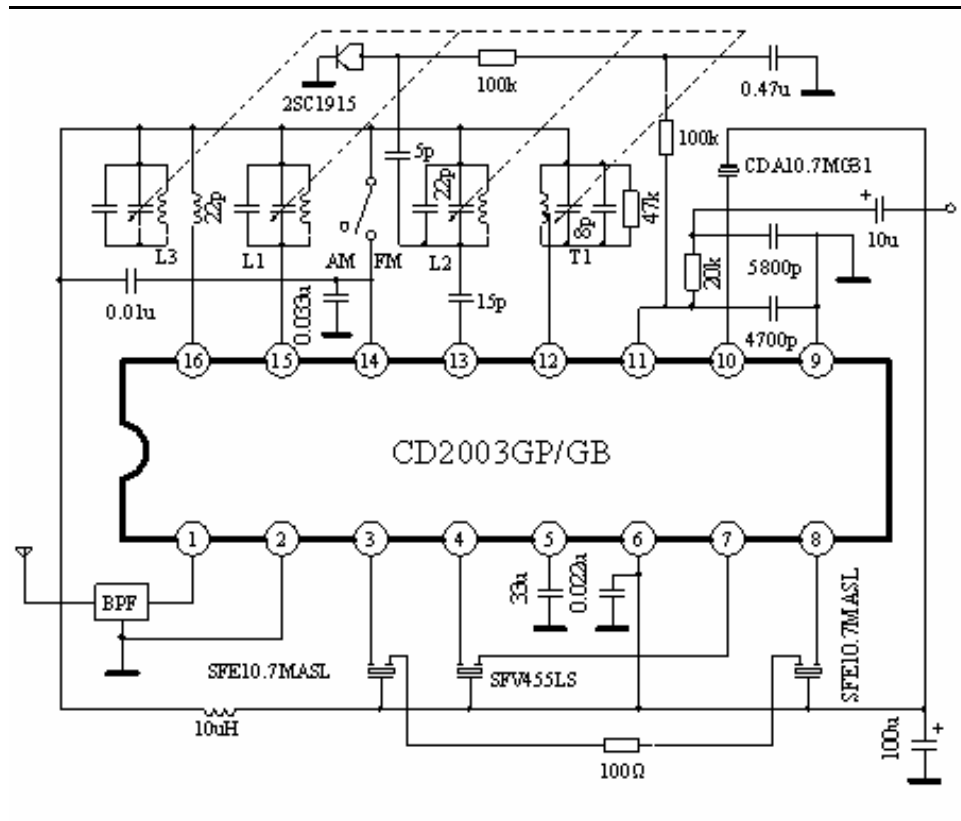 2SC1915
100k
0.47u
5p
100k
CDA10.7MGB1
22p
22p
8p
47k
+
10u
L3
L1
AM
FM
L2
T1
20k
5800p
0.01u
0.033u
15p
4700p
16
15
14
13
12
11
10
9
CD2003GP/GB
1
2
3
4
5
6
7
8
BPF
33u
0.022u
SFE10.7MASL
SFV455LS
SFE10.7MASL
10uH
100Ω
100u
+